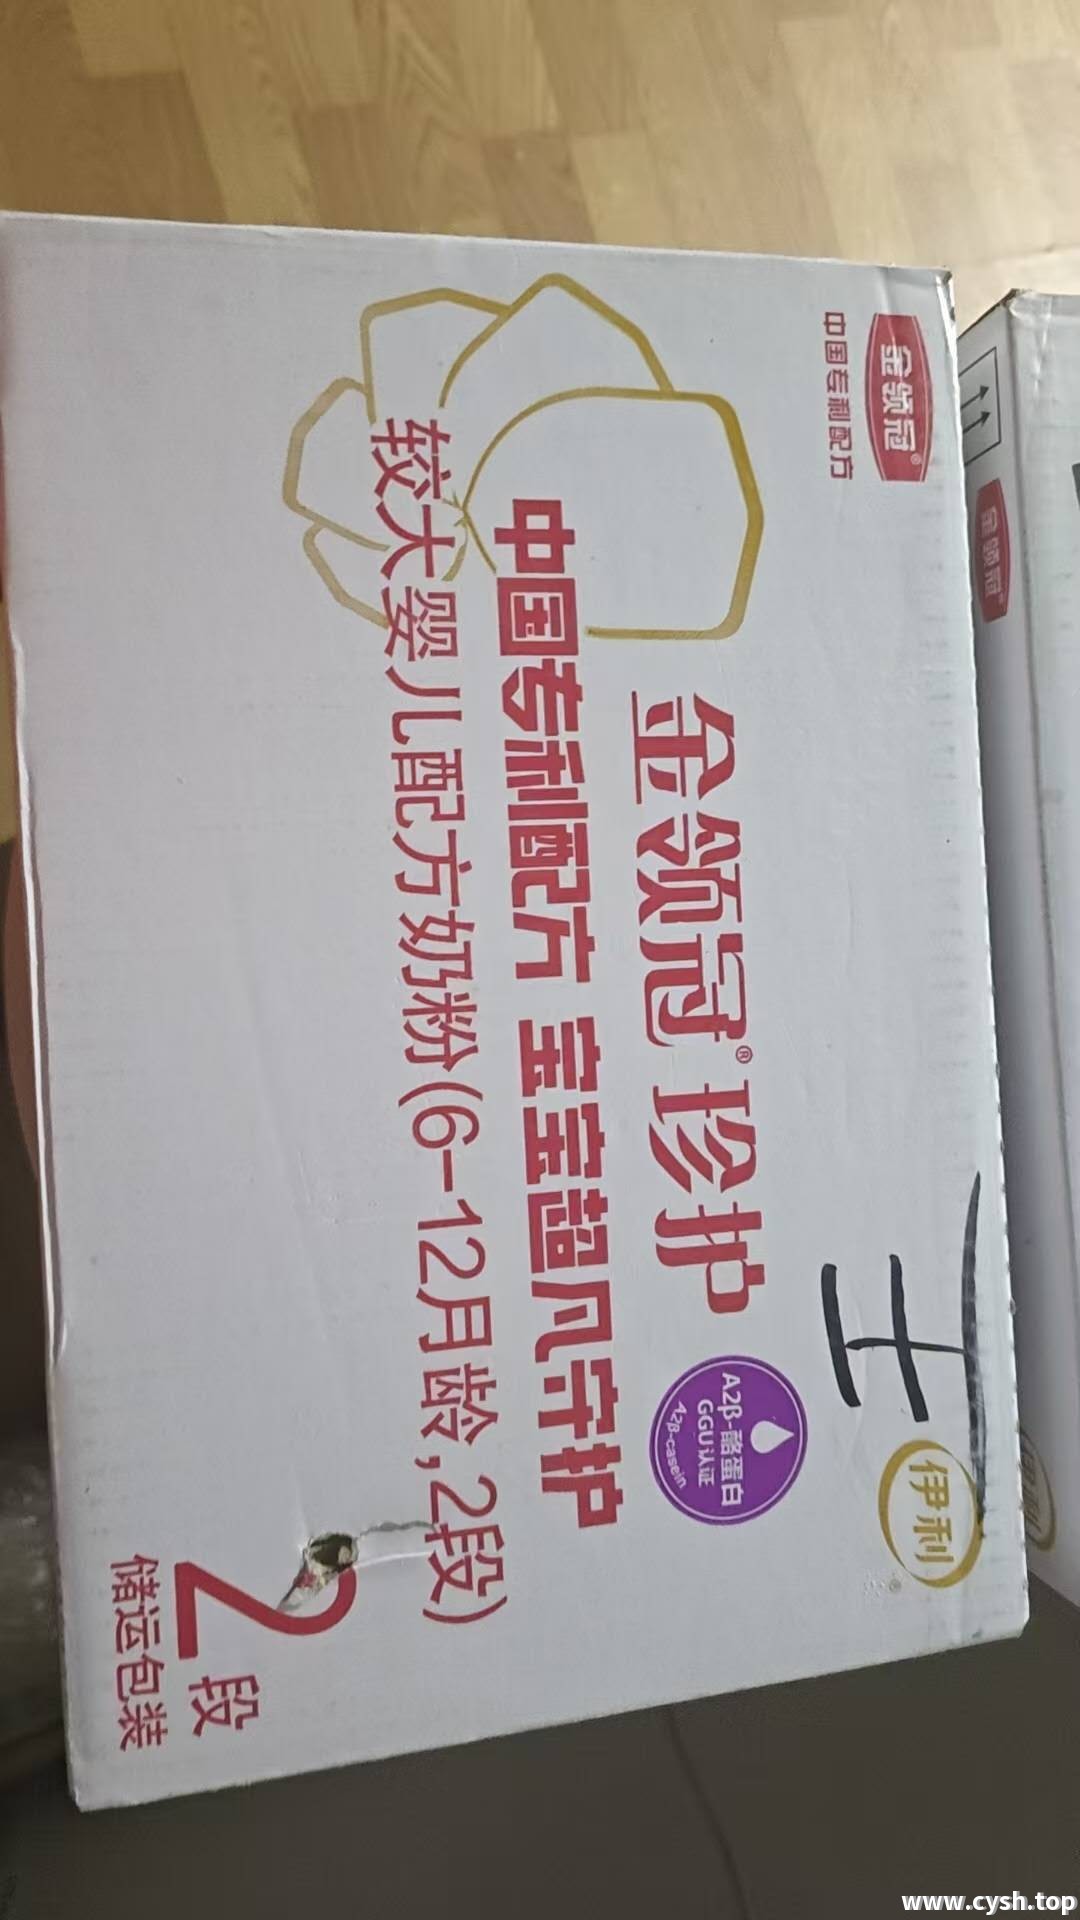 金领冠®
中国专利配方
伊利
金领冠®珍护
A2β-酪蛋白
GGU认证
A2β-casein
中国专利配方 宝宝超凡守护
较大婴儿配方奶粉(6-12月龄,2段)
2段
储运包装
金领冠
伊利
www.cysh.top